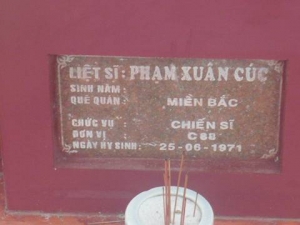 LIỆT SĨ : PHẠM XUÂN CÚC
SINH NĂM :
QUÊ QUÁN : MIỀN BẮC
CHỨC VỤ : CHIẾN SĨ
ĐƠN VỊ : C 68
NGÀY HY SINH : 25-06-1971